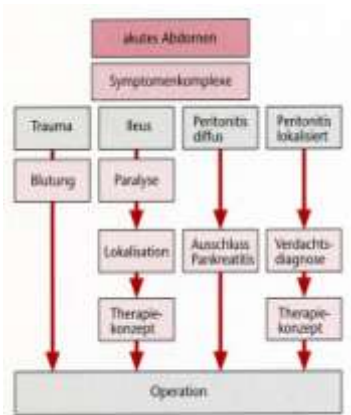 akutes Abdomen
Symptomenkomplexe
Trauma
Ileus
Peritonitis
diffus
Peritonitis
lokalisiert
Blutung
Paralyse
Lokalisation
Ausschluss
Pankreatitis
Verdachts-
diagnose
Therapie-
konzept
Therapie-
konzept
Operation